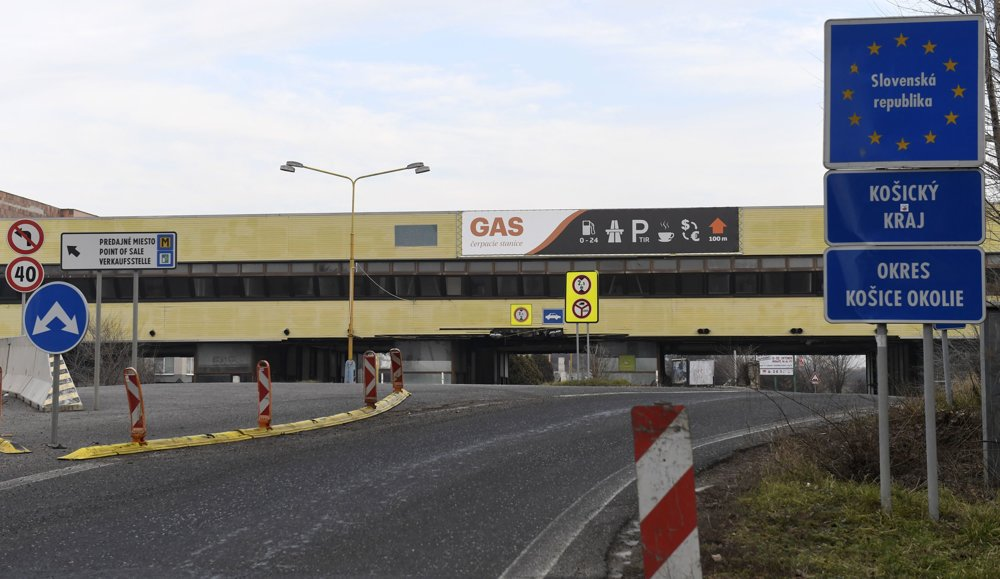 Slovenská
republika
KOŠICKÝ
KRAJ
OKRES
KOŠICE OKOLIE
GAS
čerpacie stanice
0 - 24
P
TIR
$
€
100 m
PREDAJNÉ MIESTO
POINT OF SALE
VERKAUFSSTELLE
M
40